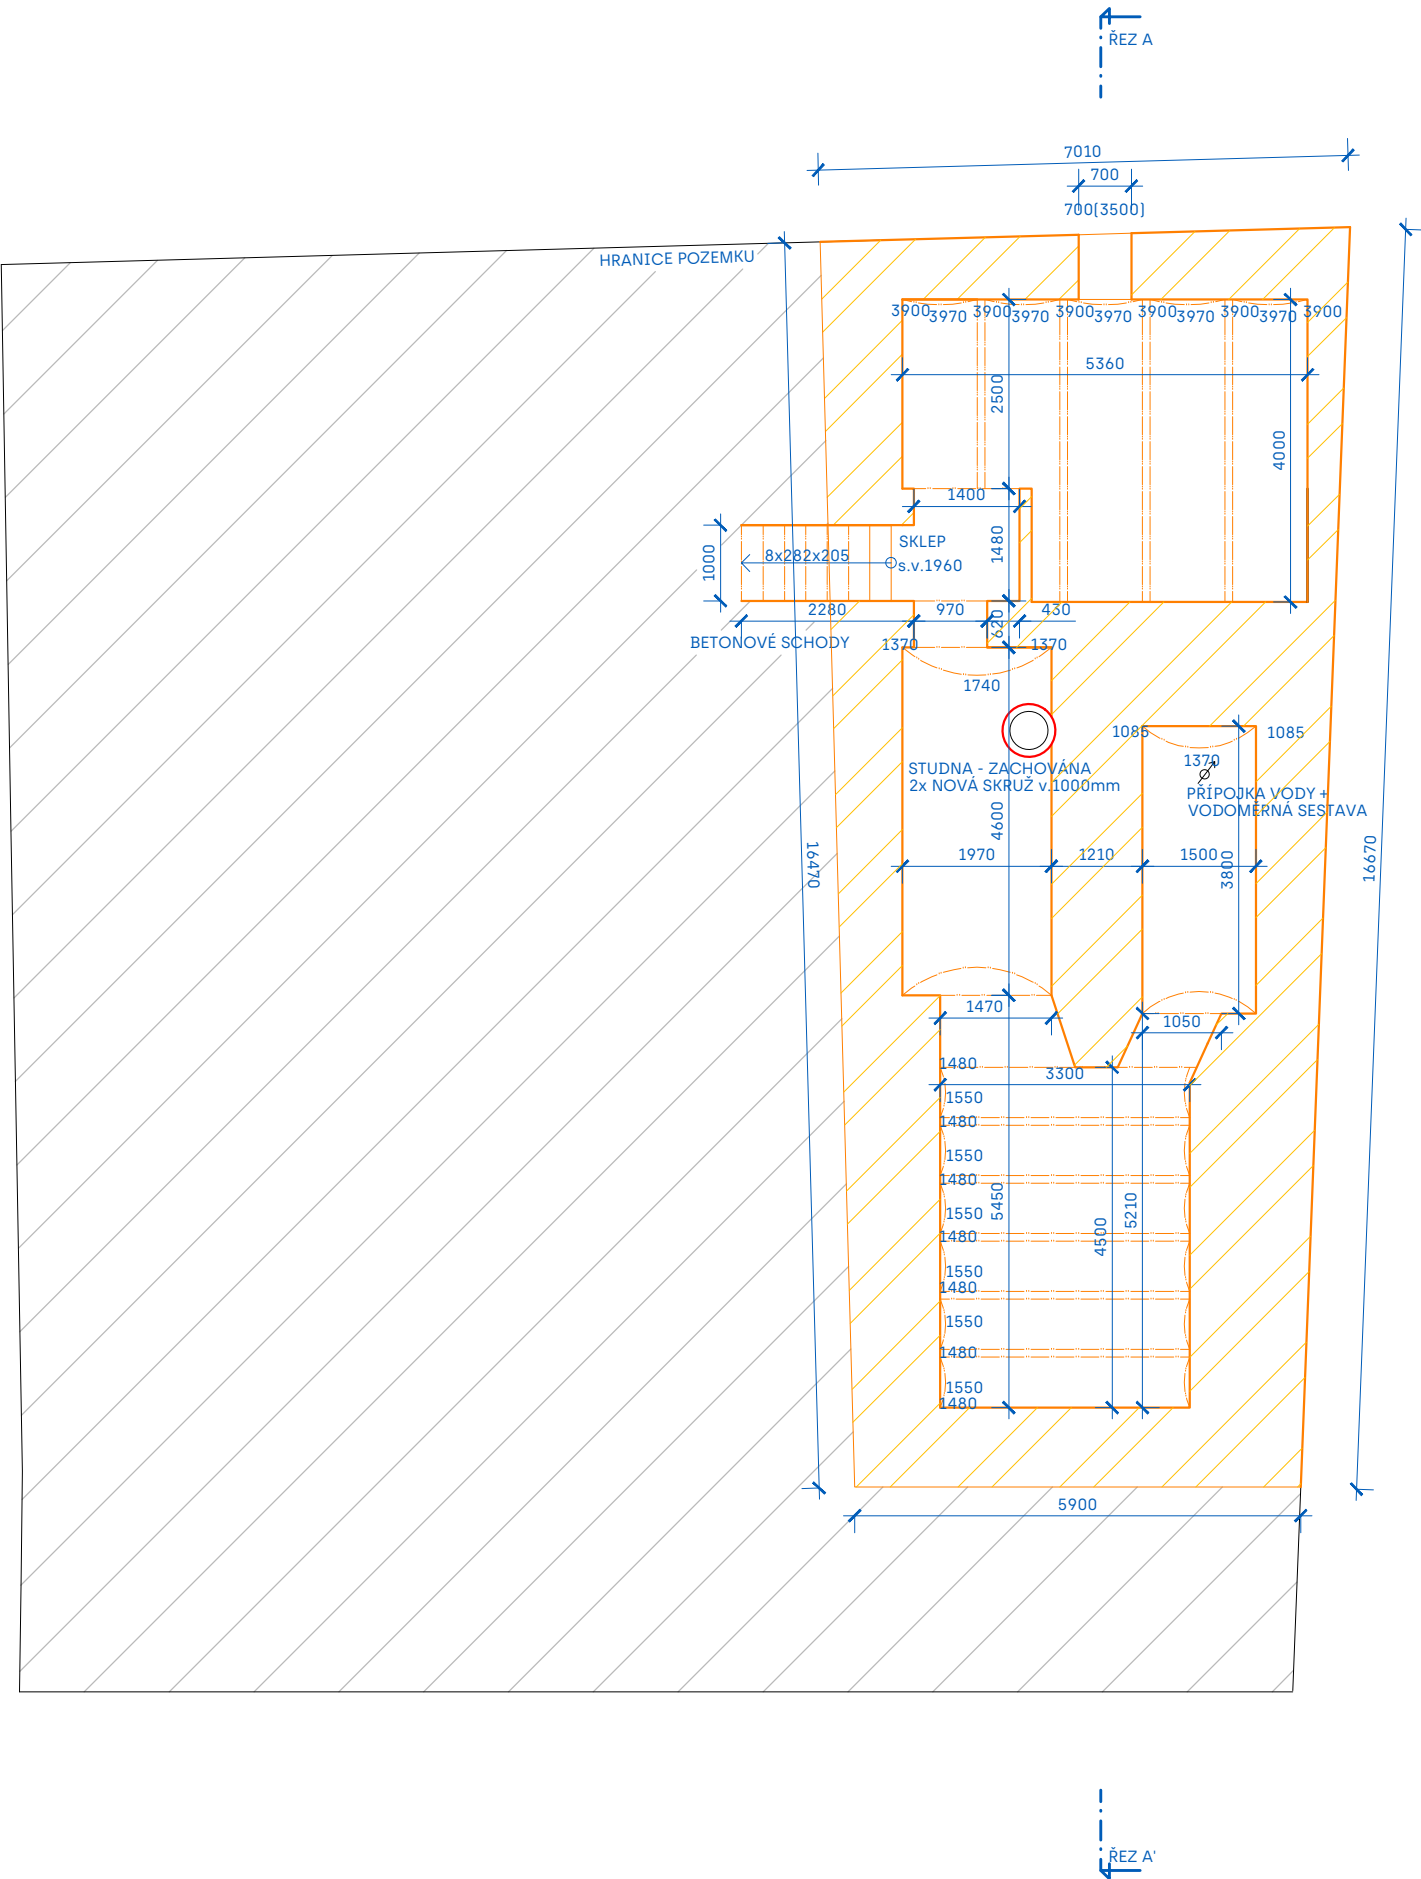 ŘEZ A
7010
700
700(3500)
HRANICE POZEMKU
3900 3970 3900 3970 3900 3970 3900 3970 3900 3970 3900
5360
2500
4000
1400
SKLEP
s.v.1960
8x282x205
1000
1480
2280 970 430
620
BETONOVÉ SCHODY
1370 1370
1740
1085 1085
1370
STUDNA - ZACHOVÁNA
2x NOVÁ SKRUŽ v.1000mm
PŘÍPOJKA VODY +
VODOMĚRNÁ SESTAVA
4600
16470
1970 1210 1500
3800
16670
1470
1050
1480
3300
1550
1480
1550
1480
5450
5210
1550
4500
1480
1550
1480
1550
1480
1550
1480
5900
ŘEZ A'